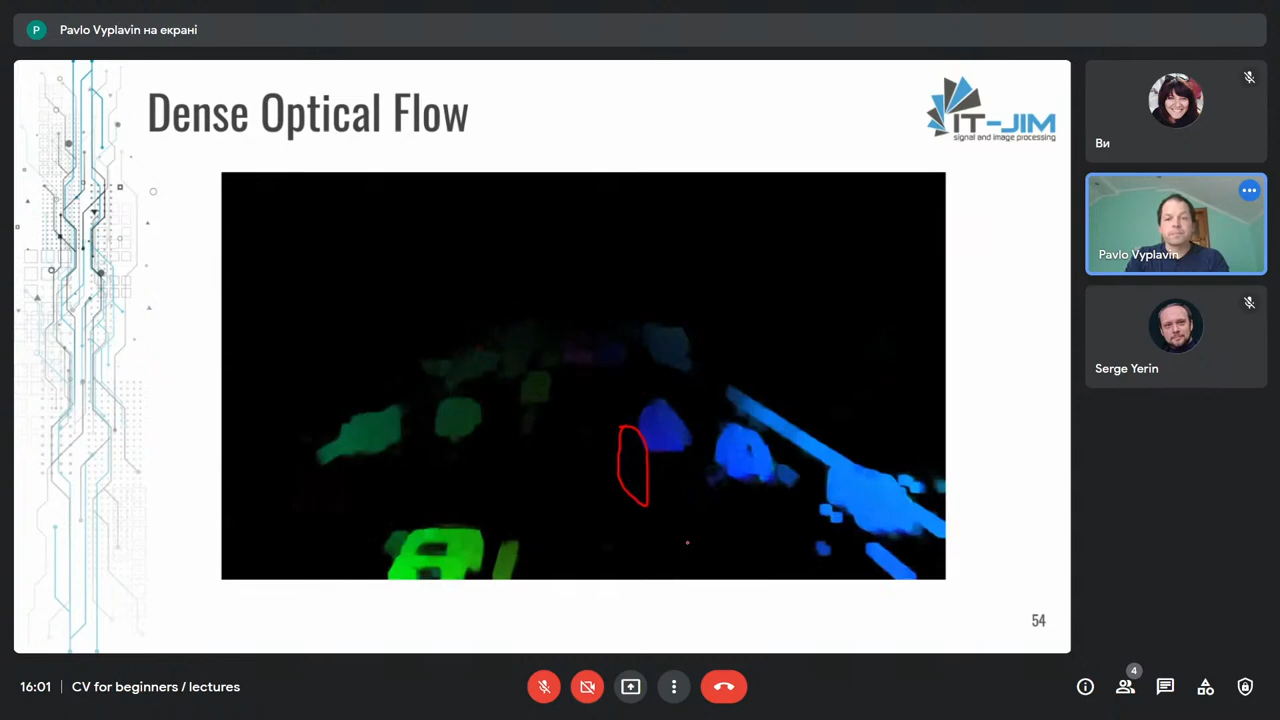 P Pavlo Vyplavin на екрані
Dense Optical Flow
IT-JIM
signal and image processing
54
Ви
Pavlo Vyplavin
Serge Yerin
16:01 | CV for beginners / lectures
4